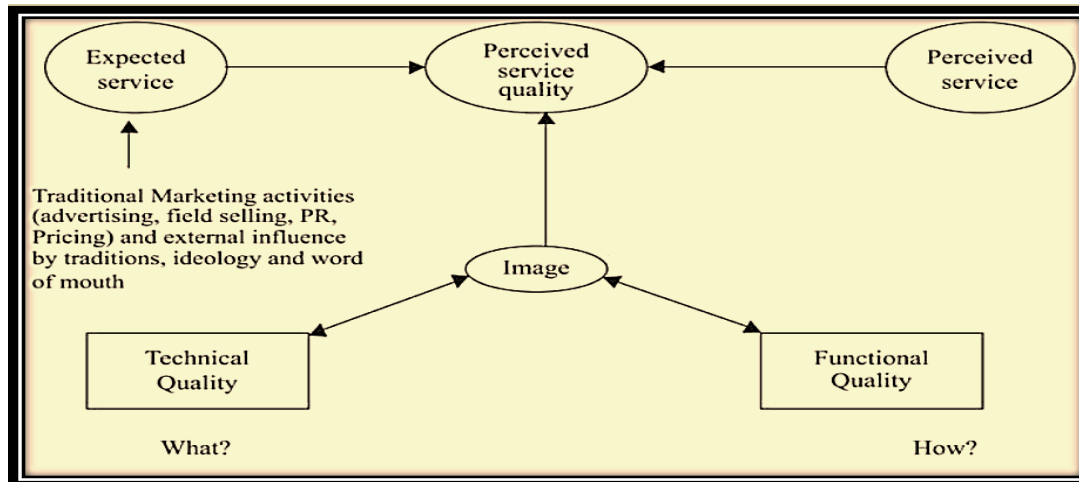 Expected
service
Perceived
service
quality
Perceived
service
Traditional Marketing activities
(advertising, field selling, PR,
Pricing) and external influence
by traditions, ideology and word
of mouth
Image
Technical
Quality
Functional
Quality
What?
How?